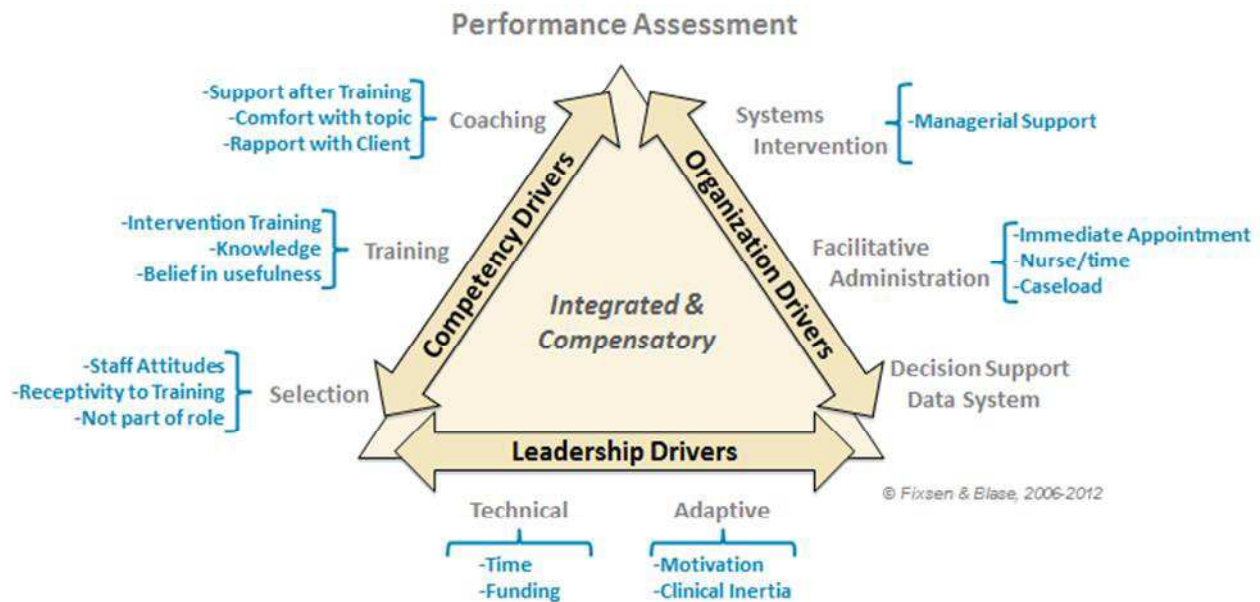 Performance Assessment
-Support after Training
-Comfort with topic
-Rapport with Client
Coaching
-Intervention Training
-Knowledge
-Belief in usefulness
Training
-Staff Attitudes
-Receptivity to Training
-Not part of role
Selection
Competency Drivers
Integrated &
Compensatory
Organization Drivers
Systems
Intervention
-Managerial Support
Facilitative
Administration
-Immediate Appointment
-Nurse/time
-Caseload
Decision Support
Data System
Leadership Drivers
© Fixsen & Blase, 2006-2012
Technical
-Time
-Funding
Adaptive
-Motivation
-Clinical Inertia